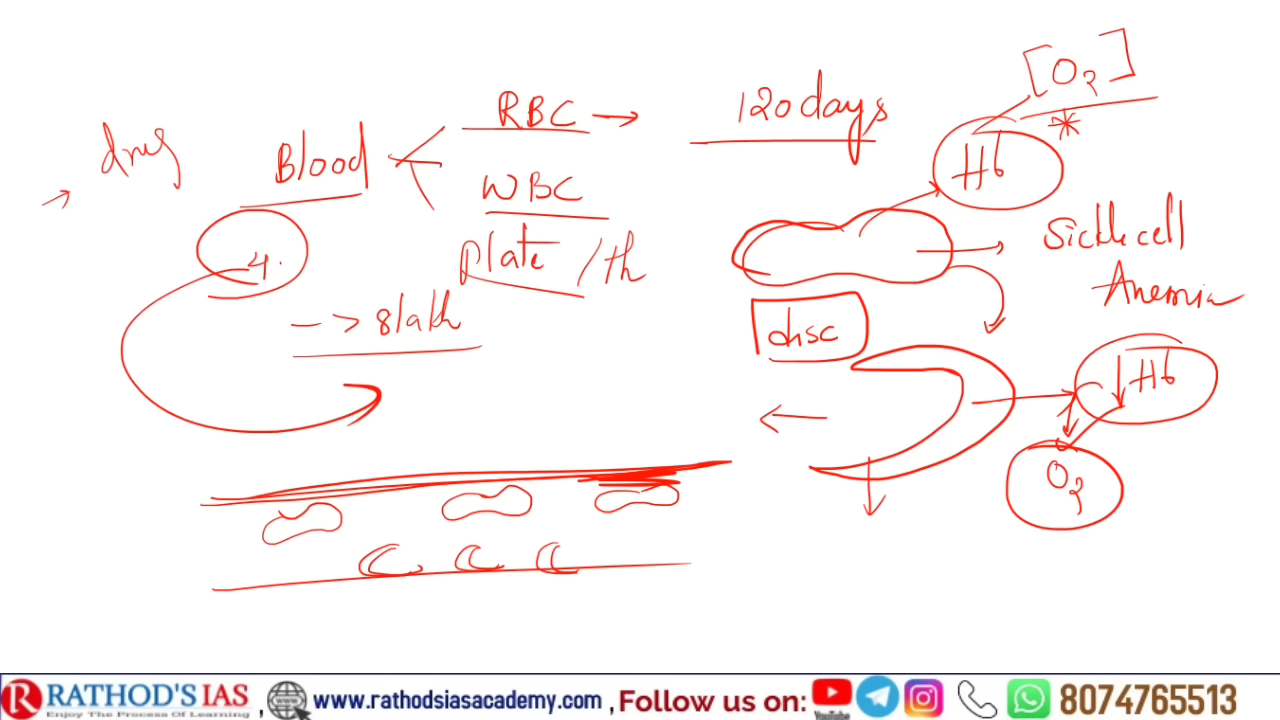 drug
Blood
RBC →
120 days
[O₂]
*
Hb
WBC
plate / th
4.
→ 8 lakh
Sickle cell
Anemia
disc
↓ Hb
O₂
RATHOD'S IAS
Enjoy The Process Of Learning
, www.rathodsiasacademy.com , Follow us on: YouTube 8074765513